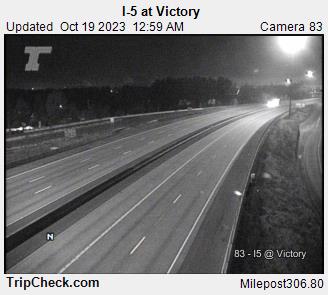 I-5 at Victory
Updated Oct 19 2023 12:59 AM Camera 83
T
N
83 - I5 @ Victory
TripCheck.com Milepost306.80